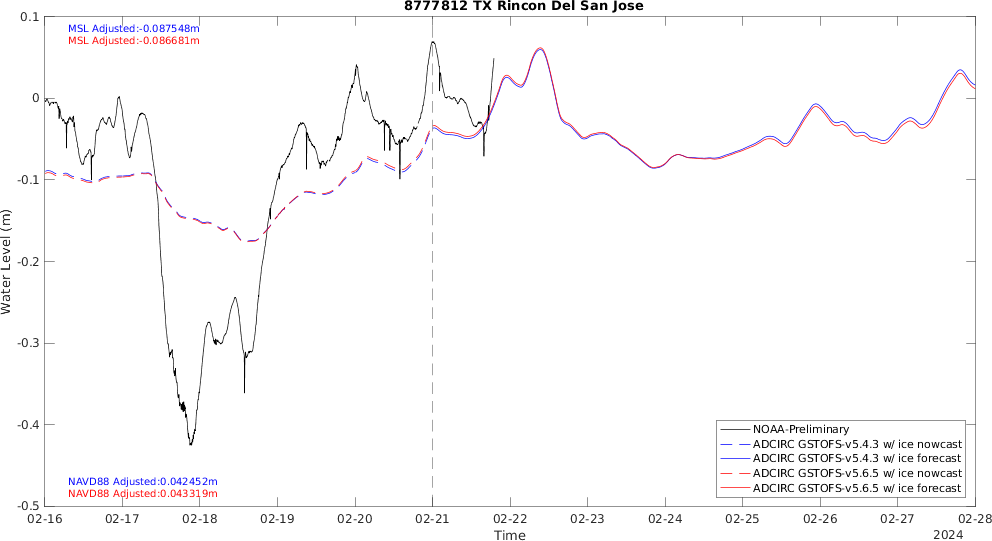 8777812 TX Rincon Del San Jose
MSL Adjusted:-0.087548m
MSL Adjusted:-0.086681m
0.1
0
-0.1
-0.2
-0.3
-0.4
-0.5
Water Level (m)
NAVD88 Adjusted:0.042452m
NAVD88 Adjusted:0.043319m
NOAA-Preliminary
ADCIRC GSTOFS-v5.4.3 w/ ice nowcast
ADCIRC GSTOFS-v5.4.3 w/ ice forecast
ADCIRC GSTOFS-v5.6.5 w/ ice nowcast
ADCIRC GSTOFS-v5.6.5 w/ ice forecast
02-16 02-17 02-18 02-19 02-20 02-21 02-22 02-23 02-24 02-25 02-26 02-27 02-28
Time
2024